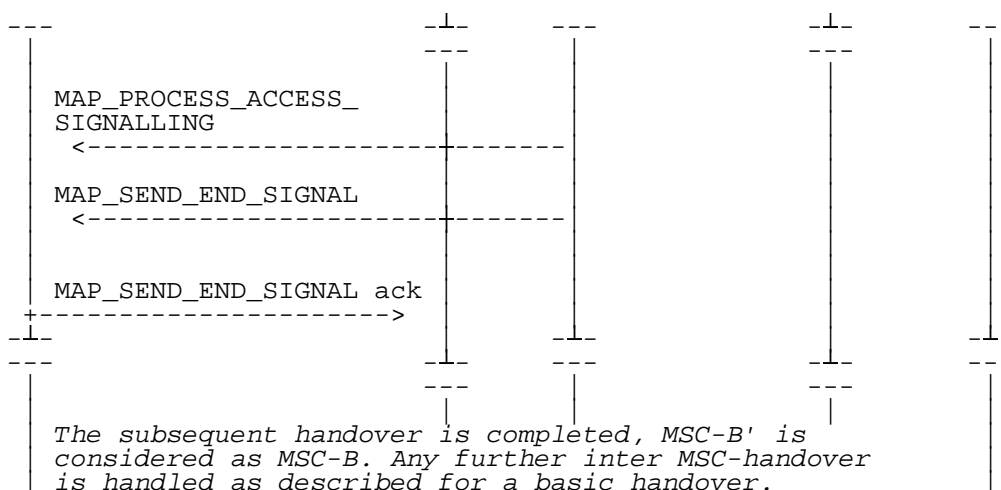 MAP_PROCESS_ACCESS_
SIGNALLING
MAP_SEND_END_SIGNAL
MAP_SEND_END_SIGNAL ack
The subsequent handover is completed, MSC-B' is
considered as MSC-B. Any further inter MSC-handover
is handled as described for a basic handover.